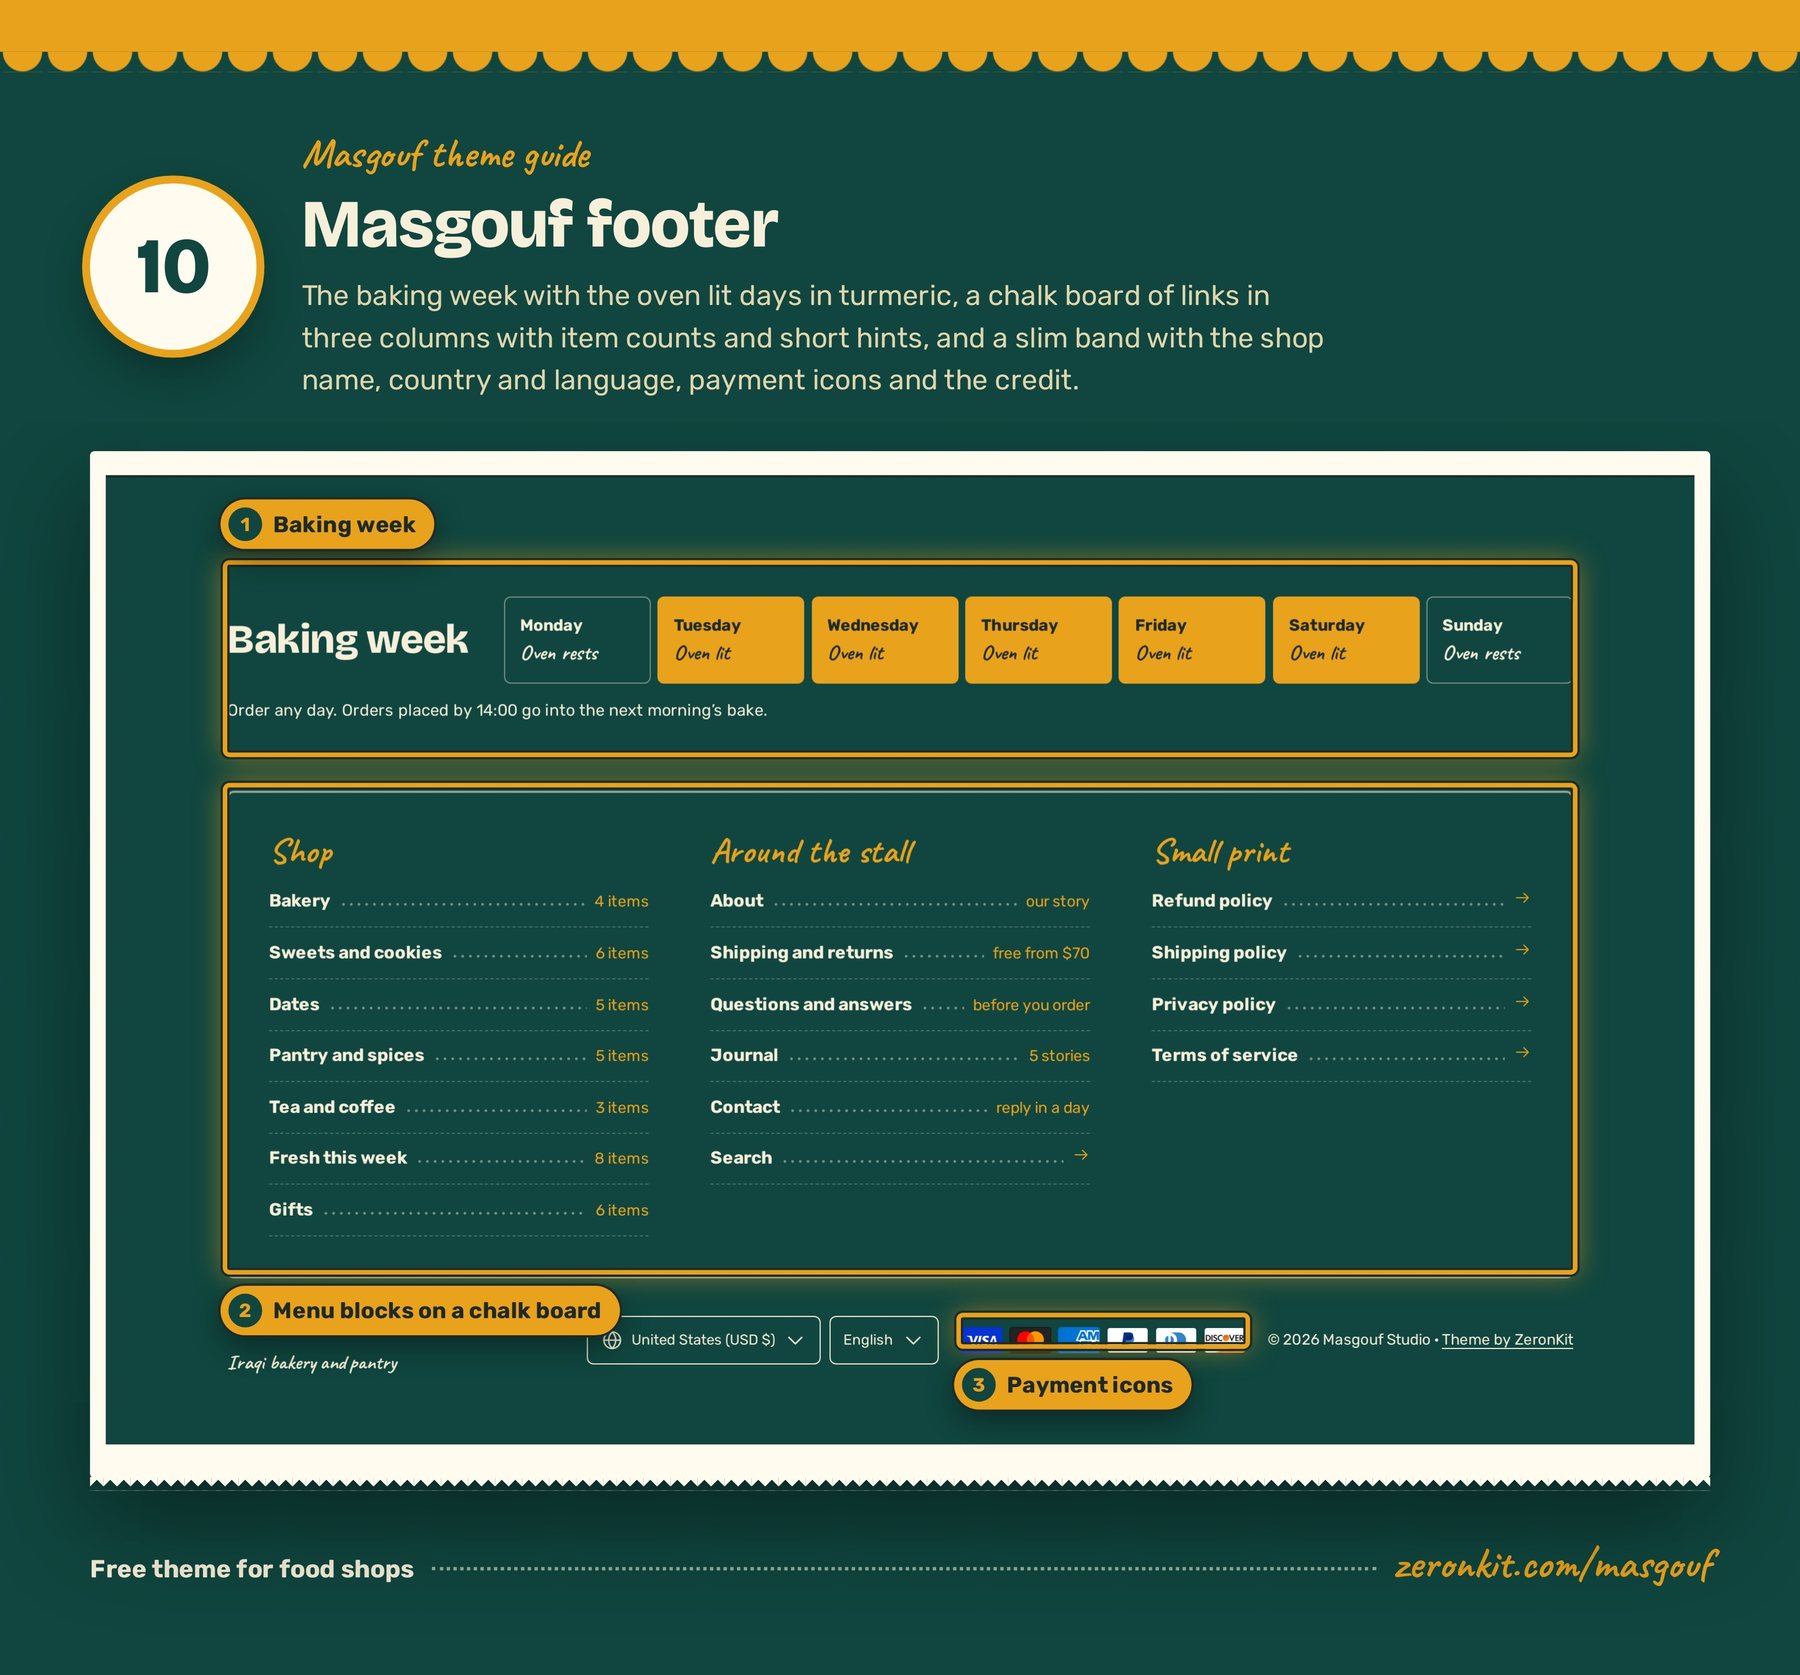 Masgouf theme guide
10
Masgouf footer
The baking week with the oven lit days in turmeric, a chalk board of links in
three columns with item counts and short hints, and a slim band with the shop
name, country and language, payment icons and the credit.
1 Baking week
Baking week
Monday
Oven rests
Tuesday
Oven lit
Wednesday
Oven lit
Thursday
Oven lit
Friday
Oven lit
Saturday
Oven lit
Sunday
Oven rests
Order any day. Orders placed by 14:00 go into the next morning’s bake.
Shop
Bakery 4 items
Sweets and cookies 6 items
Dates 5 items
Pantry and spices 5 items
Tea and coffee 3 items
Fresh this week 8 items
Gifts 6 items
Around the stall
About our story
Shipping and returns free from $70
Questions and answers before you order
Journal 5 stories
Contact reply in a day
Search →
Small print
Refund policy →
Shipping policy →
Privacy policy →
Terms of service →
2 Menu blocks on a chalk board
Iraqi bakery and pantry
United States (USD $)
English
VISA
AM
DISCOVER
© 2026 Masgouf Studio • Theme by ZeronKit
3 Payment icons
Free theme for food shops
zeronkit.com/masgouf